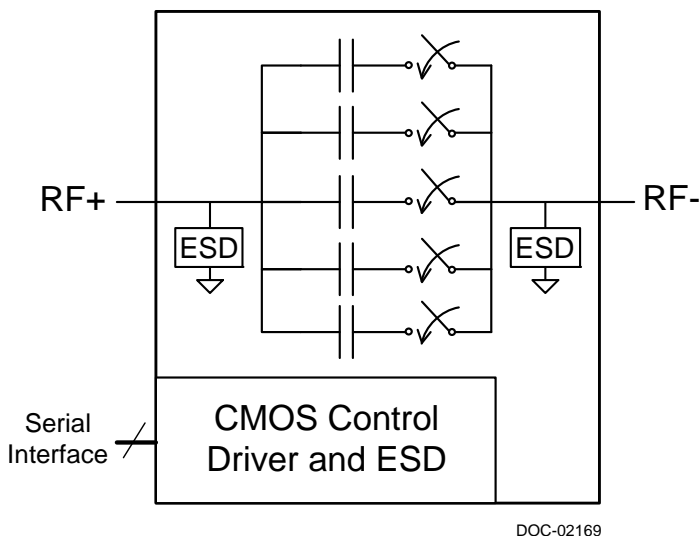 RF+
RF-
ESD
ESD
Serial
Interface
CMOS Control
Driver and ESD
DOC-02169